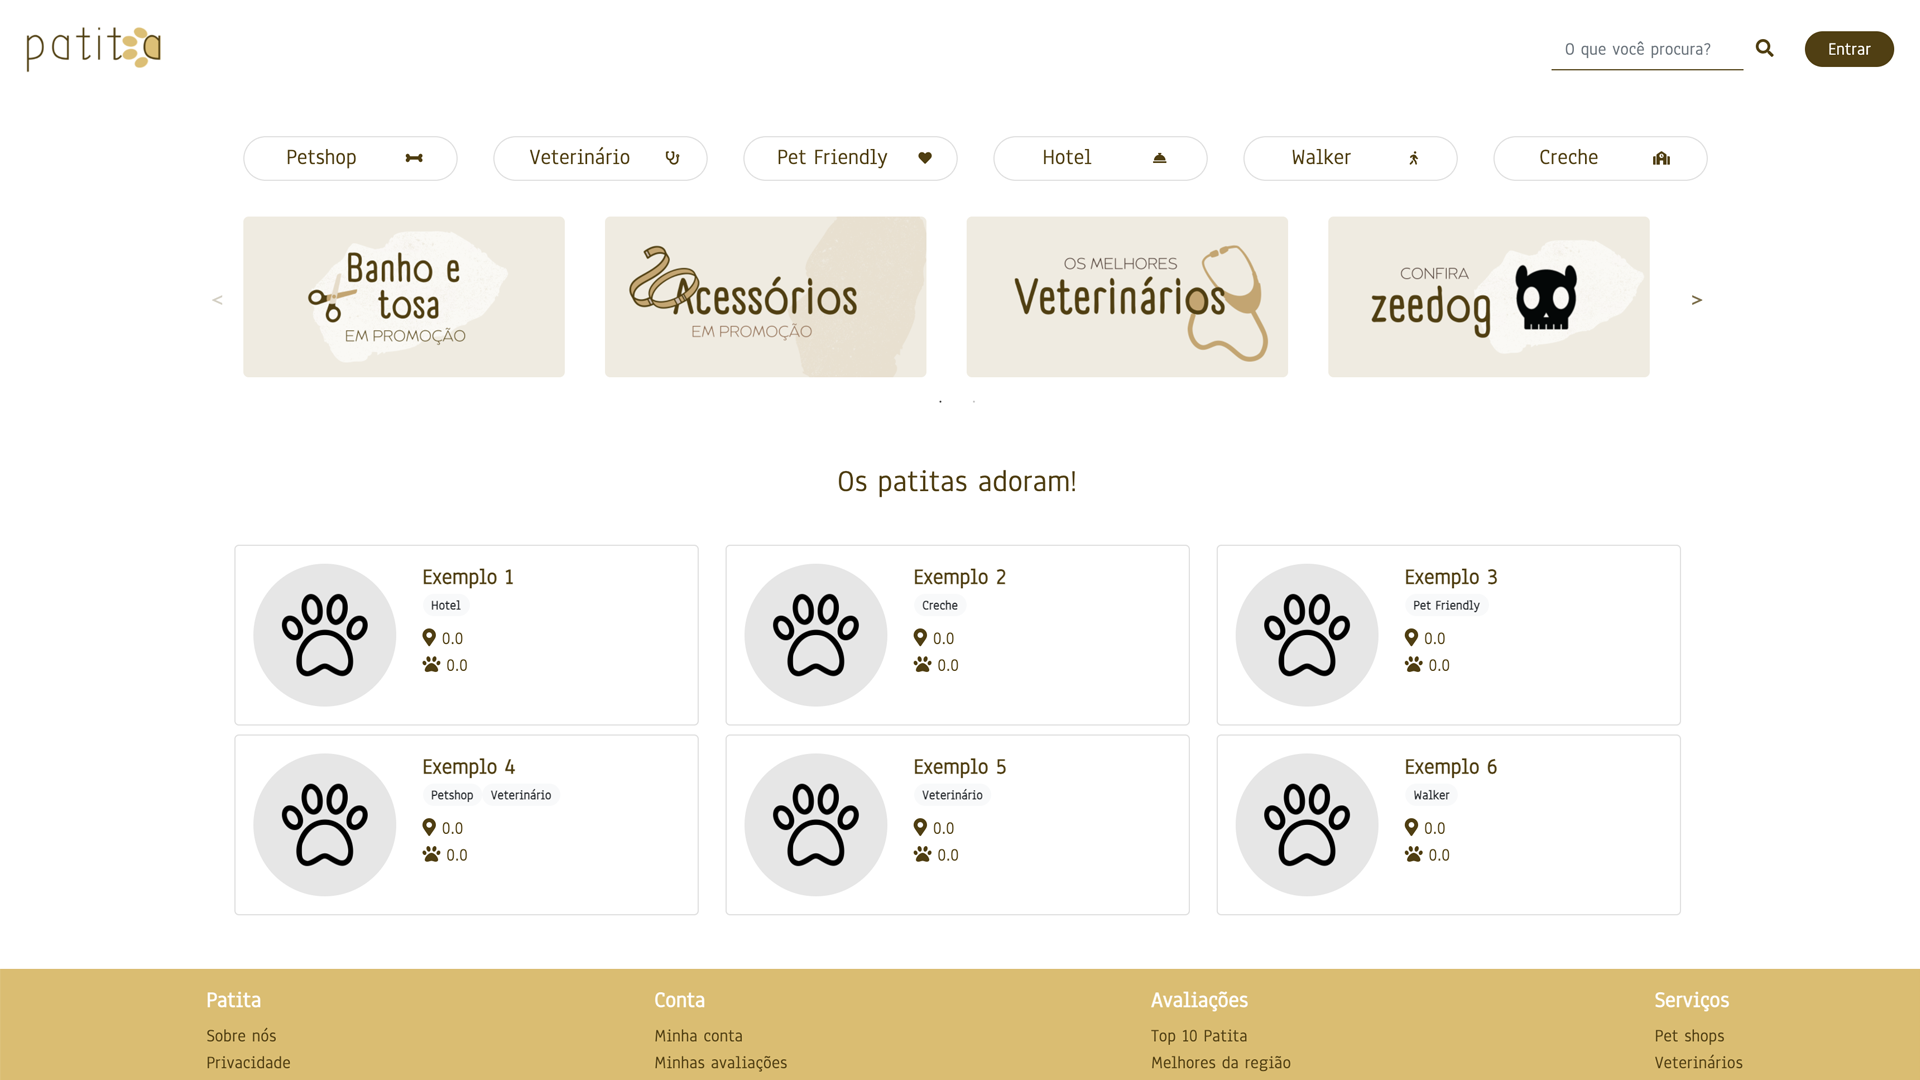 patita
O que você procura?
Entrar
Petshop
Veterinário
Pet Friendly
Hotel
Walker
Creche
<
Banho e
tosa
EM PROMOÇÃO
Acessórios
EM PROMOÇÃO
OS MELHORES
Veterinários
CONFIRA
zeedog
>
Os patitas adoram!
Exemplo 1
Hotel
0.0
0.0
Exemplo 2
Creche
0.0
0.0
Exemplo 3
Pet Friendly
0.0
0.0
Exemplo 4
Petshop Veterinário
0.0
0.0
Exemplo 5
Veterinário
0.0
0.0
Exemplo 6
Walker
0.0
0.0
Patita
Sobre nós
Privacidade
Conta
Minha conta
Minhas avaliações
Avaliações
Top 10 Patita
Melhores da região
Serviços
Pet shops
Veterinários